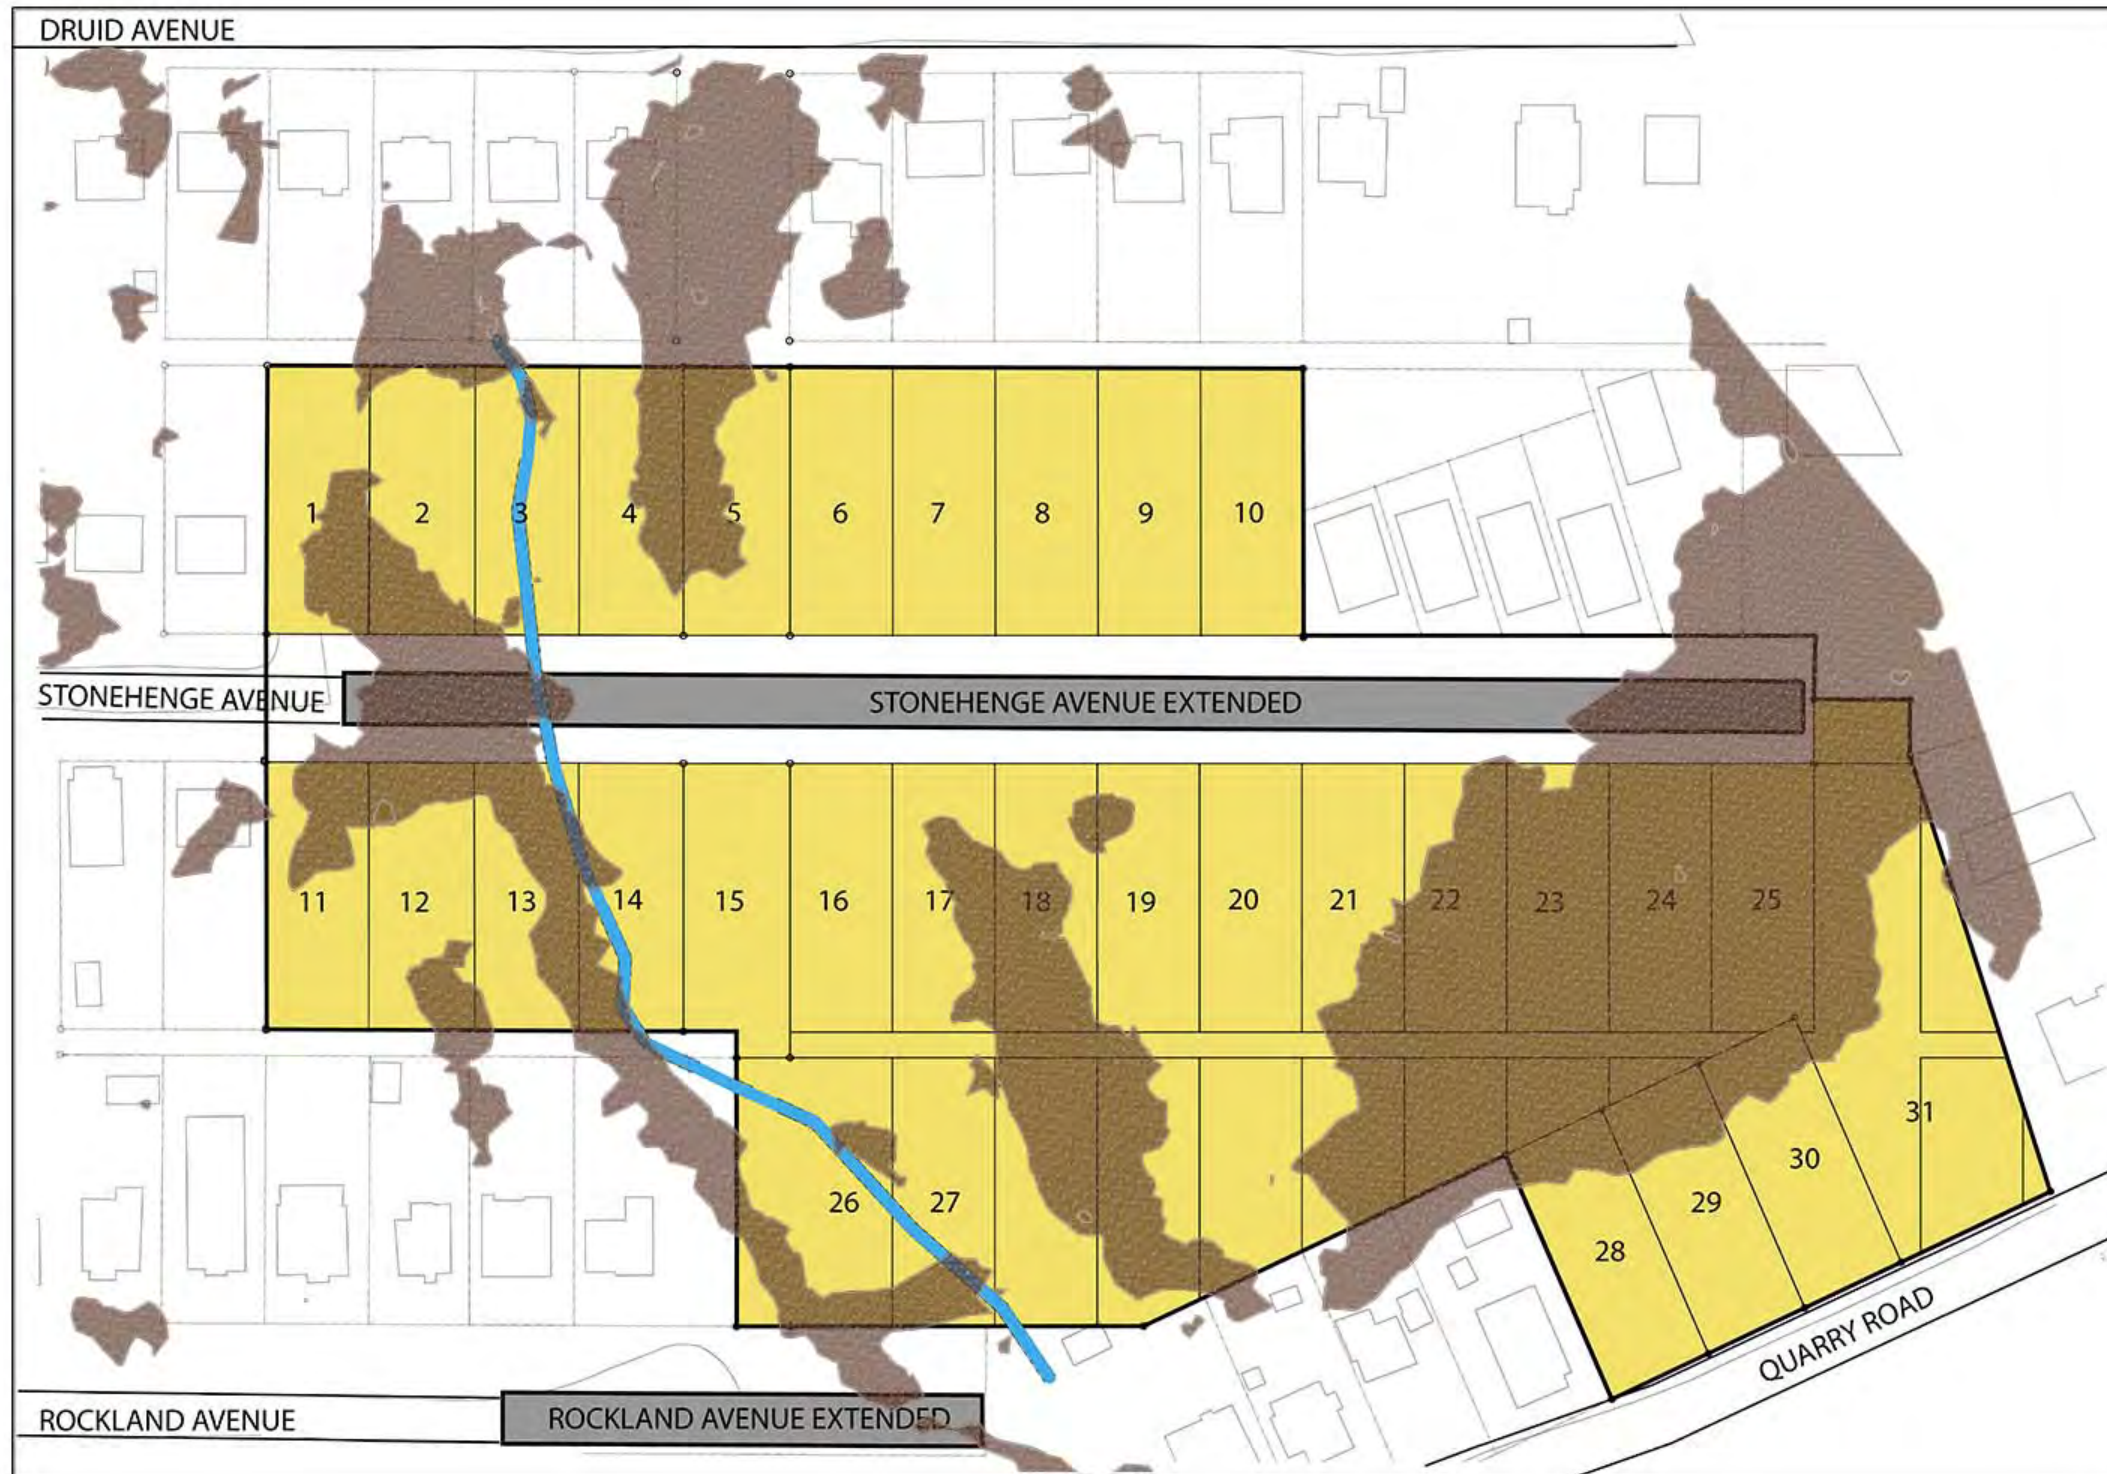 DRUID AVENUE
1 2 3 4 5 6 7 8 9 10
STONEHENGE AVENUE
STONEHENGE AVENUE EXTENDED
11 12 13 14 15 16 17 18 19 20 21 22 23 24 25
26 27 28 29 30 31
QUARRY ROAD
ROCKLAND AVENUE
ROCKLAND AVENUE EXTENDED